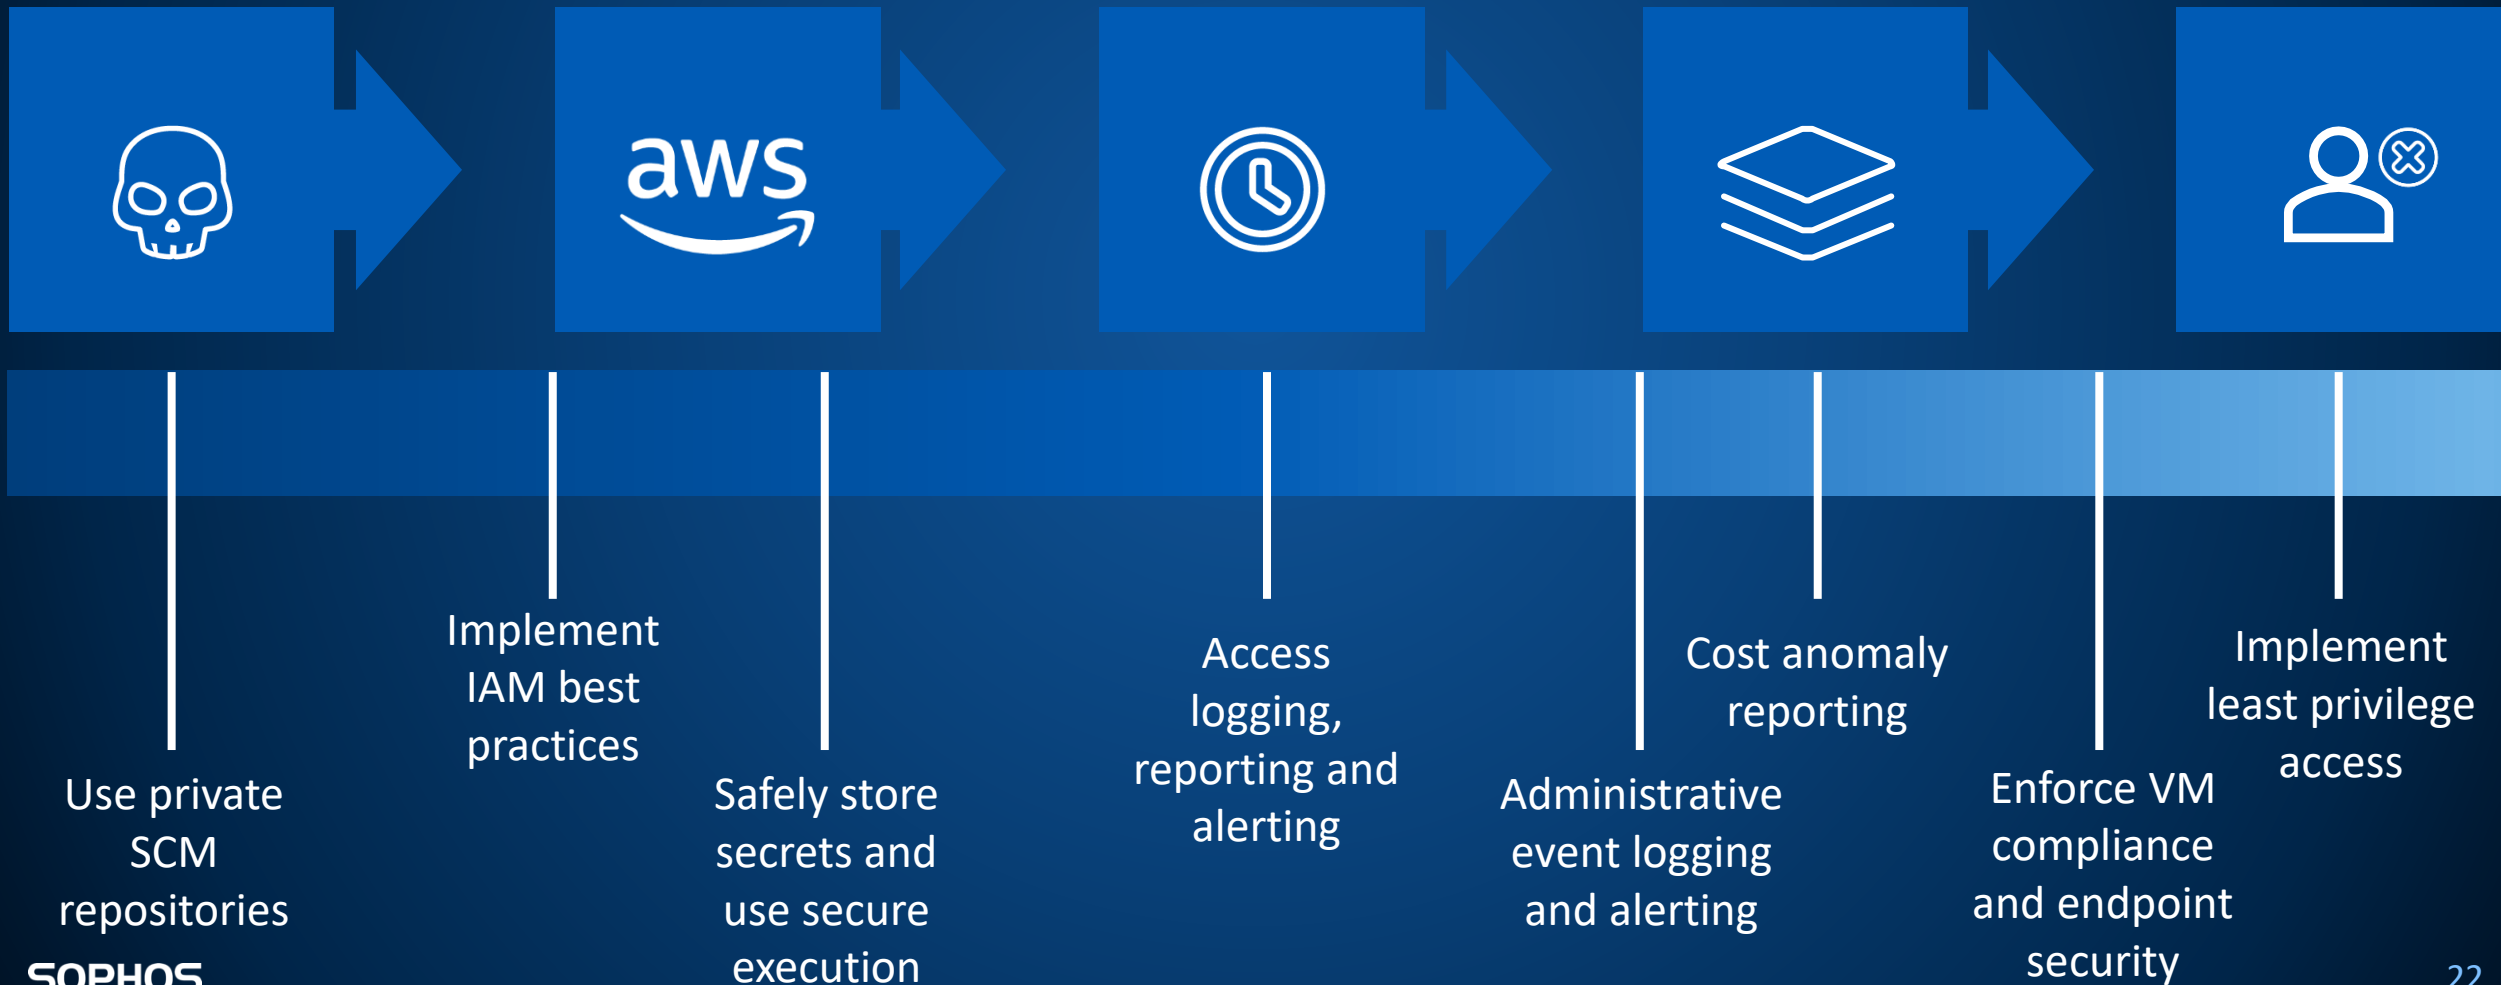 aws
Use private
SCM
repositories
Implement
IAM best
practices
Safely store
secrets and
use secure
execution
Access
logging,
reporting and
alerting
Administrative
event logging
and alerting
Cost anomaly
reporting
Enforce VM
compliance
and endpoint
security
Implement
least privilege
access
SOPHOS
22